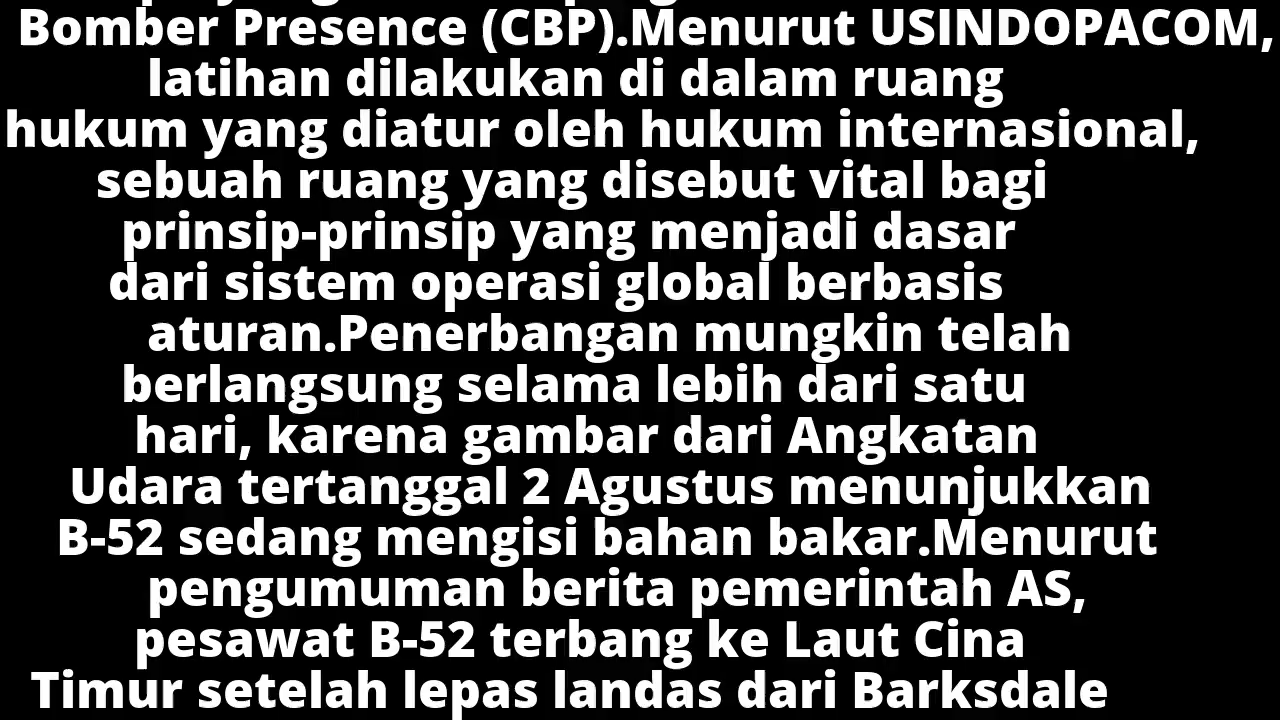 Bomber Presence (CBP).Menurut USINDOPACOM,
latihan dilakukan di dalam ruang
hukum yang diatur oleh hukum internasional,
sebuah ruang yang disebut vital bagi
prinsip-prinsip yang menjadi dasar
dari sistem operasi global berbasis
aturan.Penerbangan mungkin telah
berlangsung selama lebih dari satu
hari, karena gambar dari Angkatan
Udara tertanggal 2 Agustus menunjukkan
B-52 sedang mengisi bahan bakar.Menurut
pengumuman berita pemerintah AS,
pesawat B-52 terbang ke Laut Cina
Timur setelah lepas landas dari Barksdale